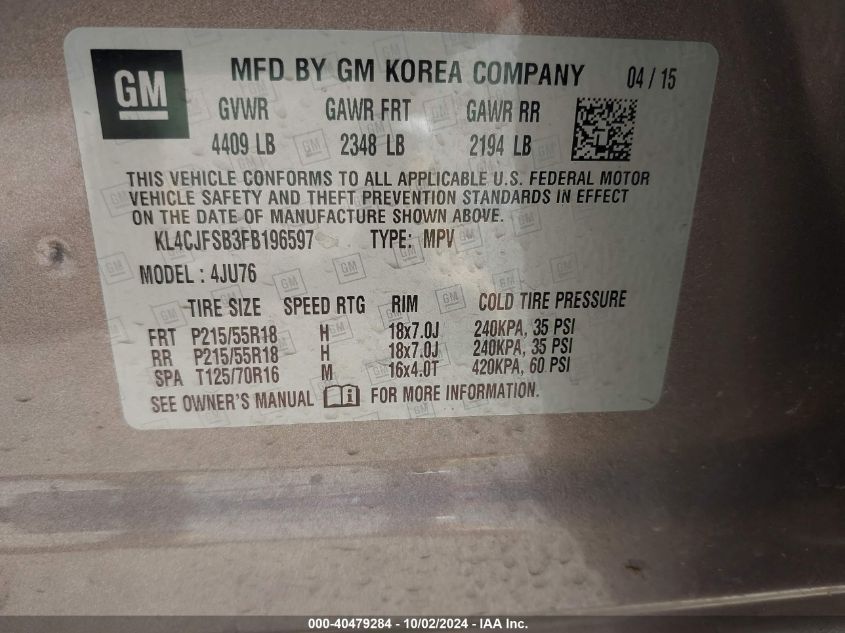 GM MFD BY GM KOREA COMPANY 04 / 15
GVWR GAWR FRT GAWR RR
4409 LB 2348 LB 2194 LB
THIS VEHICLE CONFORMS TO ALL APPLICABLE U.S. FEDERAL MOTOR
VEHICLE SAFETY AND THEFT PREVENTION STANDARDS IN EFFECT
ON THE DATE OF MANUFACTURE SHOWN ABOVE.
KL4CJFSB3FB196597 TYPE: MPV
MODEL : 4JU76
TIRE SIZE SPEED RTG RIM COLD TIRE PRESSURE
FRT P215/55R18 H 18x7.0J 240KPA, 35 PSI
RR P215/55R18 H 18x7.0J 240KPA, 35 PSI
SPA T125/70R16 M 16x4.0T 420KPA, 60 PSI
SEE OWNER'S MANUAL FOR MORE INFORMATION.
000-40479284 - 10/02/2024 - IAA Inc.